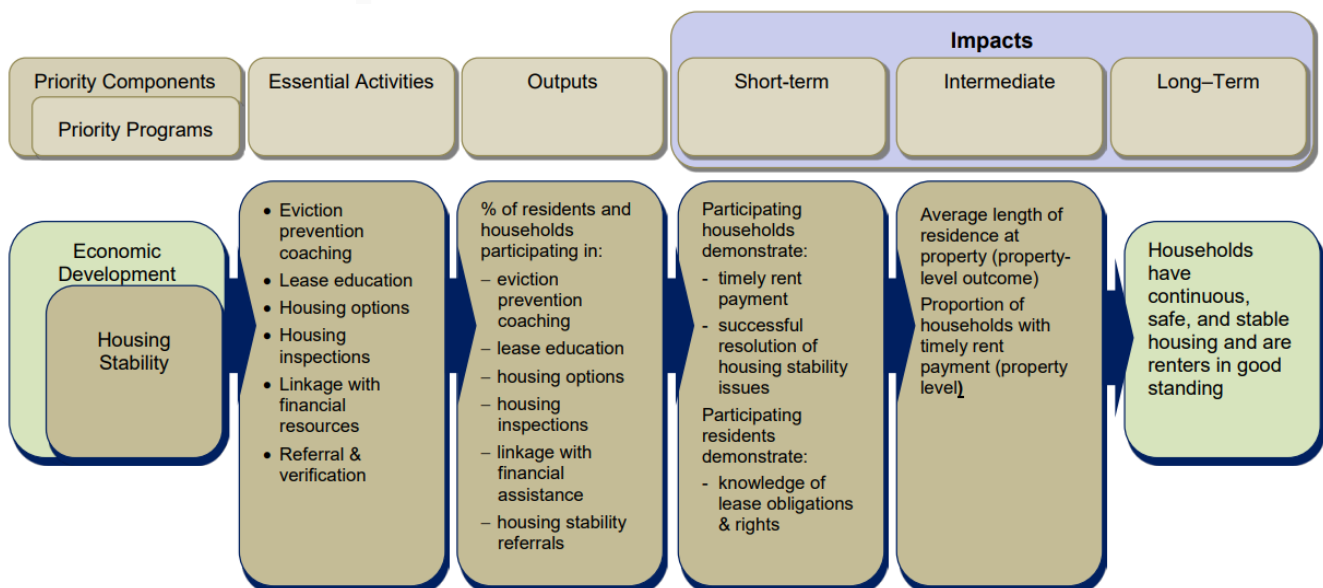 Impacts
Priority Components
Priority Programs
Essential Activities
Outputs
Short-term
Intermediate
Long–Term
Economic
Development
Housing
Stability
• Eviction
prevention
coaching
• Lease education
• Housing options
• Housing
inspections
• Linkage with
financial
resources
• Referral &
verification
% of residents and
households
participating in:
– eviction
prevention
coaching
– lease education
– housing options
– housing
inspections
– linkage with
financial
assistance
– housing stability
referrals
Participating
households
demonstrate:
- timely rent
payment
- successful
resolution of
housing stability
issues
Participating
residents
demonstrate:
- knowledge of
lease obligations
& rights
Average length of
residence at
property (property-
level outcome)
Proportion of
households with
timely rent
payment (property
level)
Households
have
continuous,
safe, and stable
housing and are
renters in good
standing